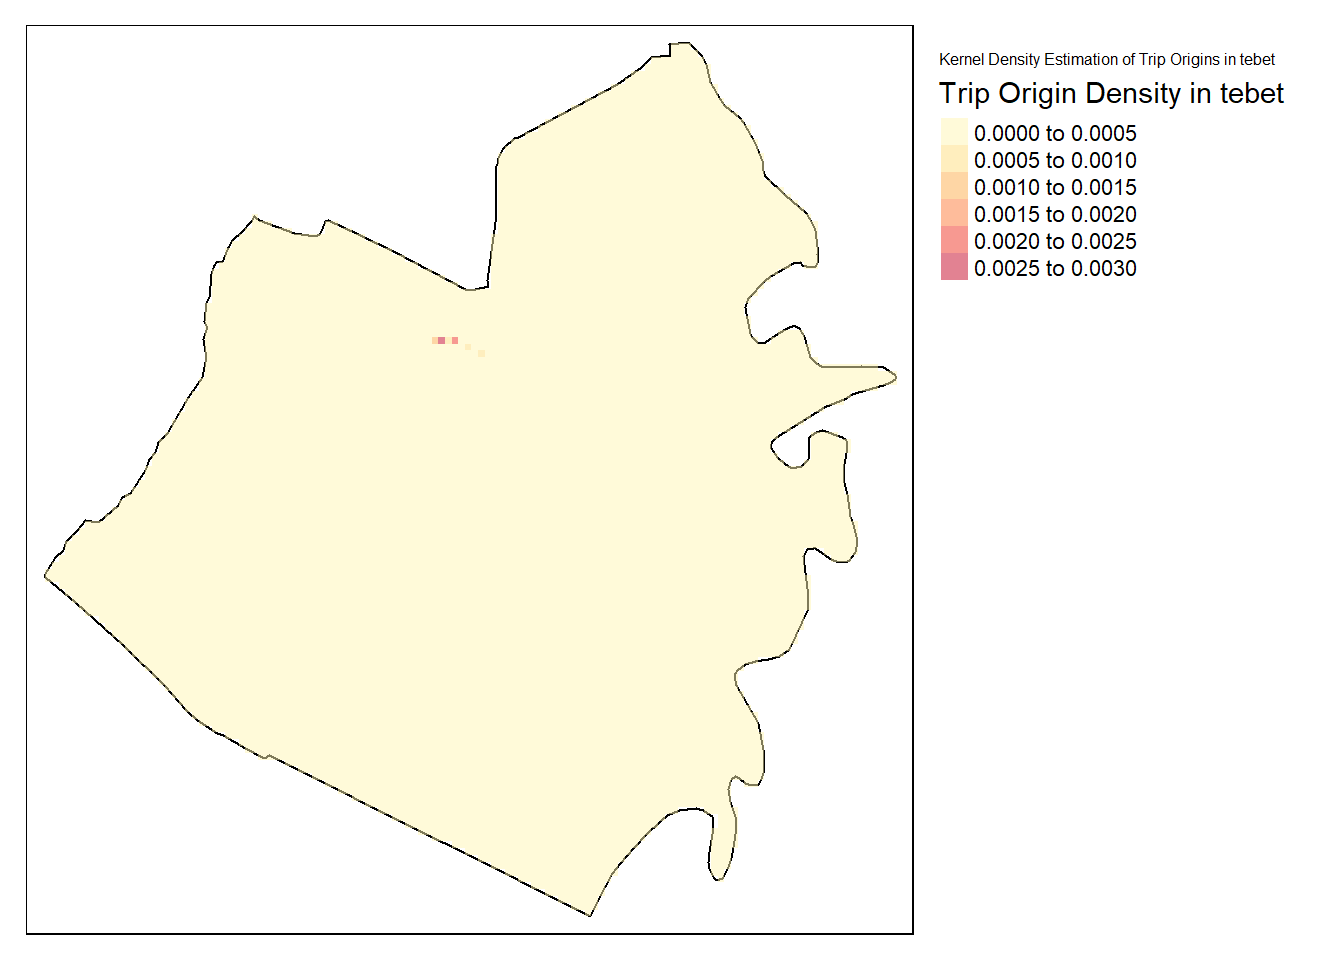 Kernel Density Estimation of Trip Origins in tebet
Trip Origin Density in tebet
0.0000 to 0.0005
0.0005 to 0.0010
0.0010 to 0.0015
0.0015 to 0.0020
0.0020 to 0.0025
0.0025 to 0.0030